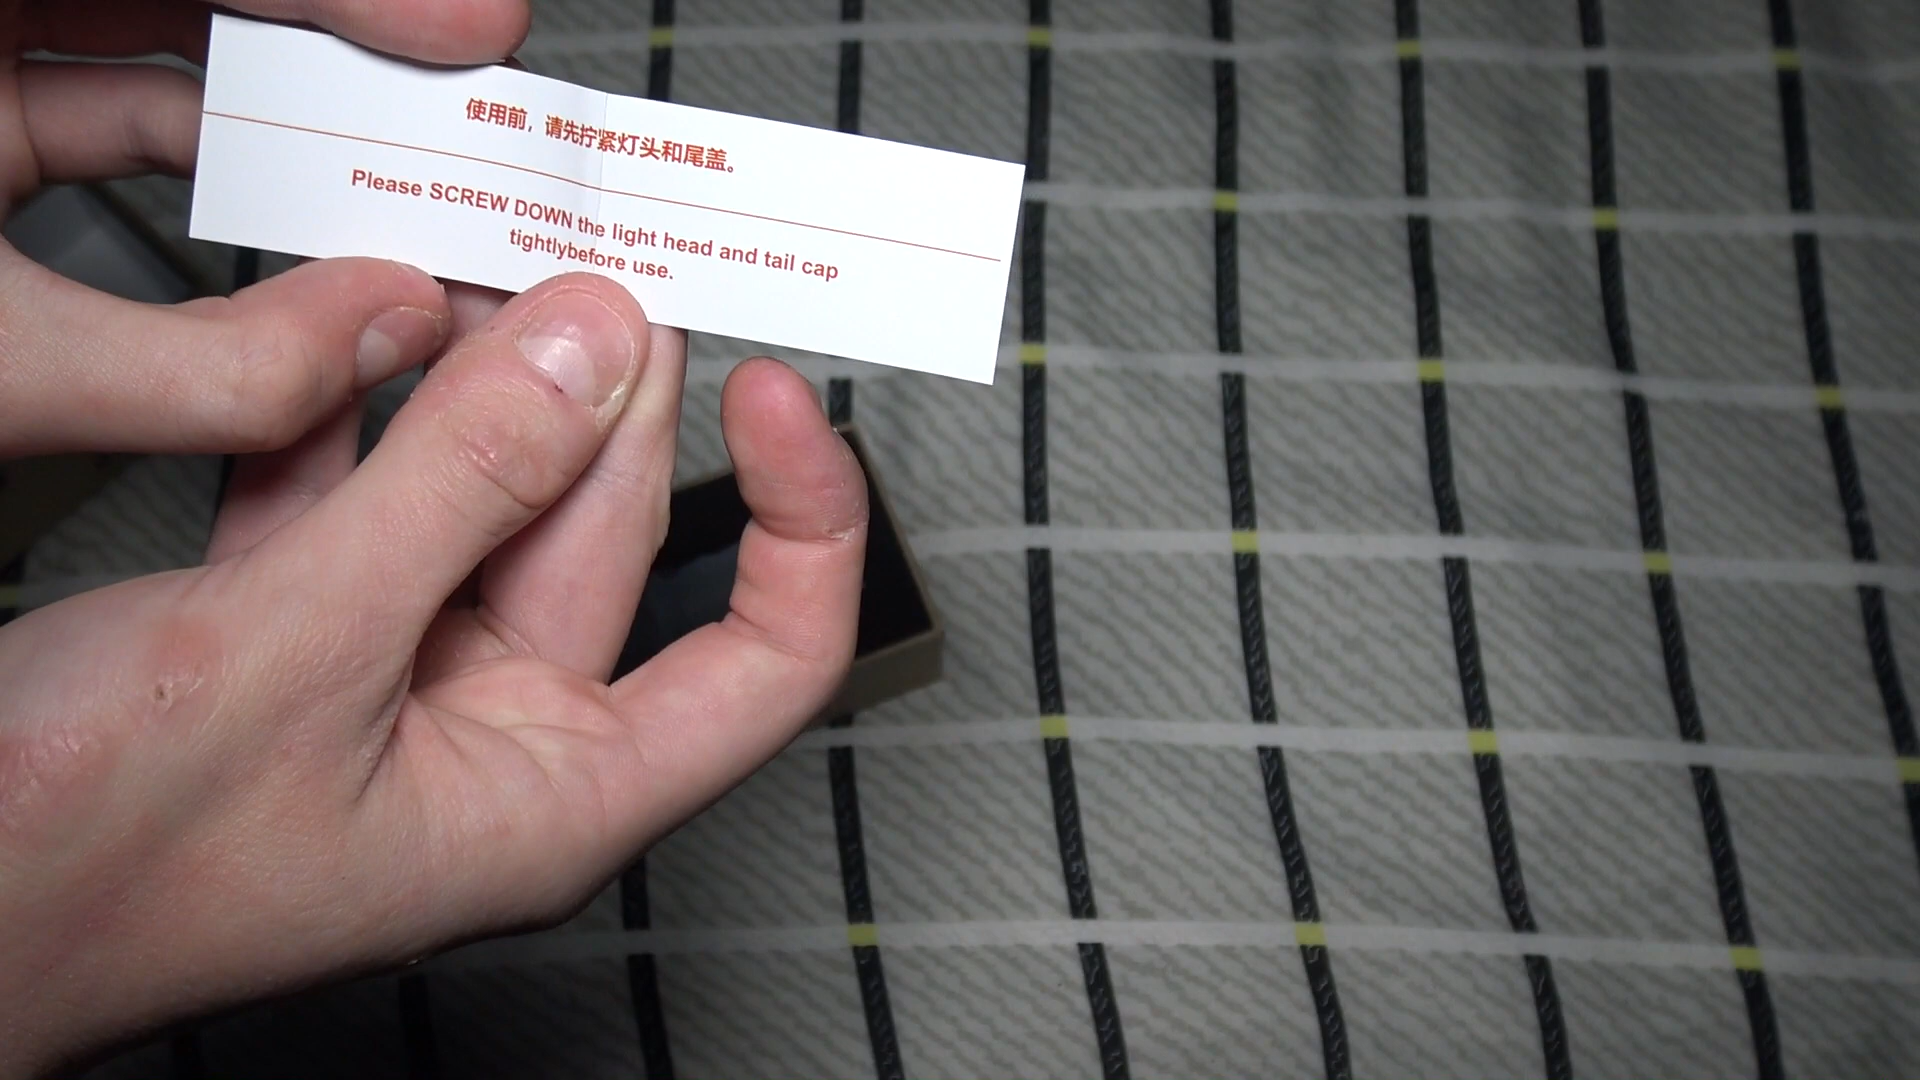 使用前，请先拧紧灯头和尾盖。
Please SCREW DOWN the light head and tail cap
tightlybefore use.